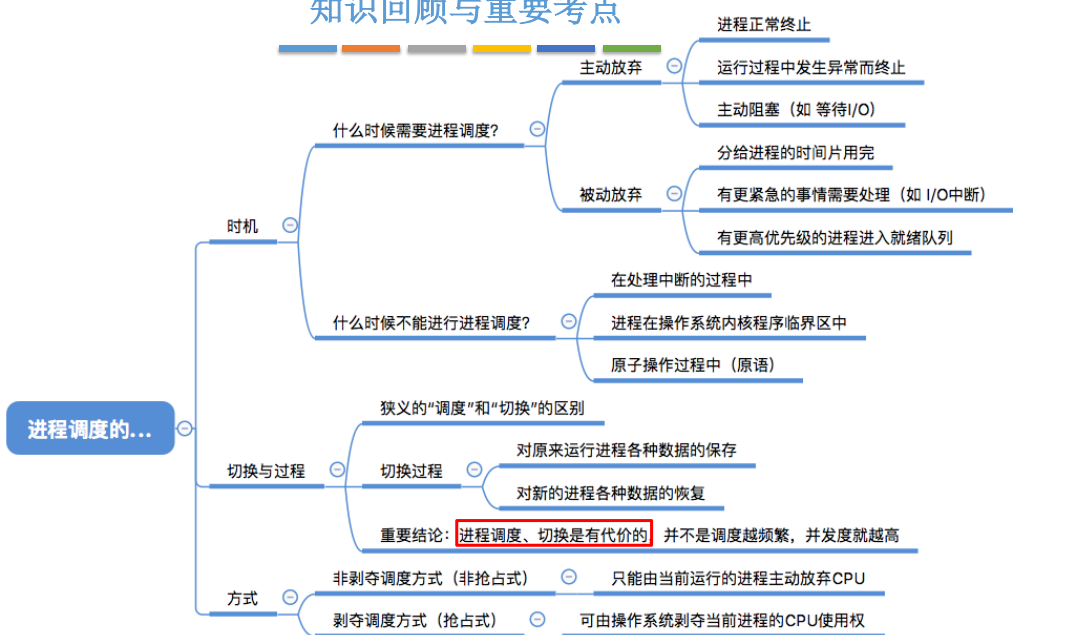 知识回顾与重要考点
进程正常终止
主动放弃
运行过程中发生异常而终止
主动阻塞（如 等待I/O）
什么时候需要进程调度?
分给进程的时间片用完
被动放弃
有更紧急的事情需要处理（如 I/O中断）
有更高优先级的进程进入就绪队列
时机
在处理中断的过程中
什么时候不能进行进程调度?
进程在操作系统内核程序临界区中
原子操作过程中（原语）
进程调度的...
狭义的“调度”和“切换”的区别
切换与过程
切换过程
对原来运行进程各种数据的保存
对新的进程各种数据的恢复
重要结论：进程调度、切换是有代价的，并不是调度越频繁，并发度就越高
方式
非剥夺调度方式（非抢占式）
只能由当前运行的进程主动放弃CPU
剥夺调度方式（抢占式）
可由操作系统剥夺当前进程的CPU使用权